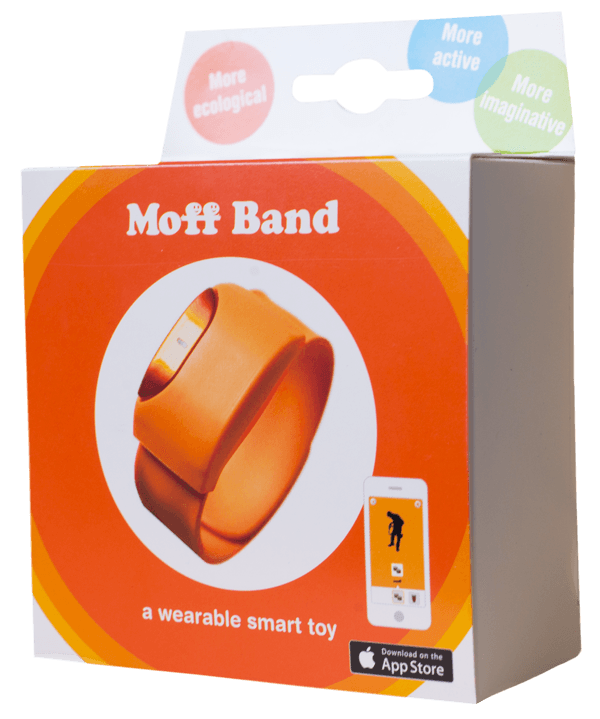 More
ecological
More
active
More
Imaginative
Moff Band
a wearable smart toy
Download on the
App Store